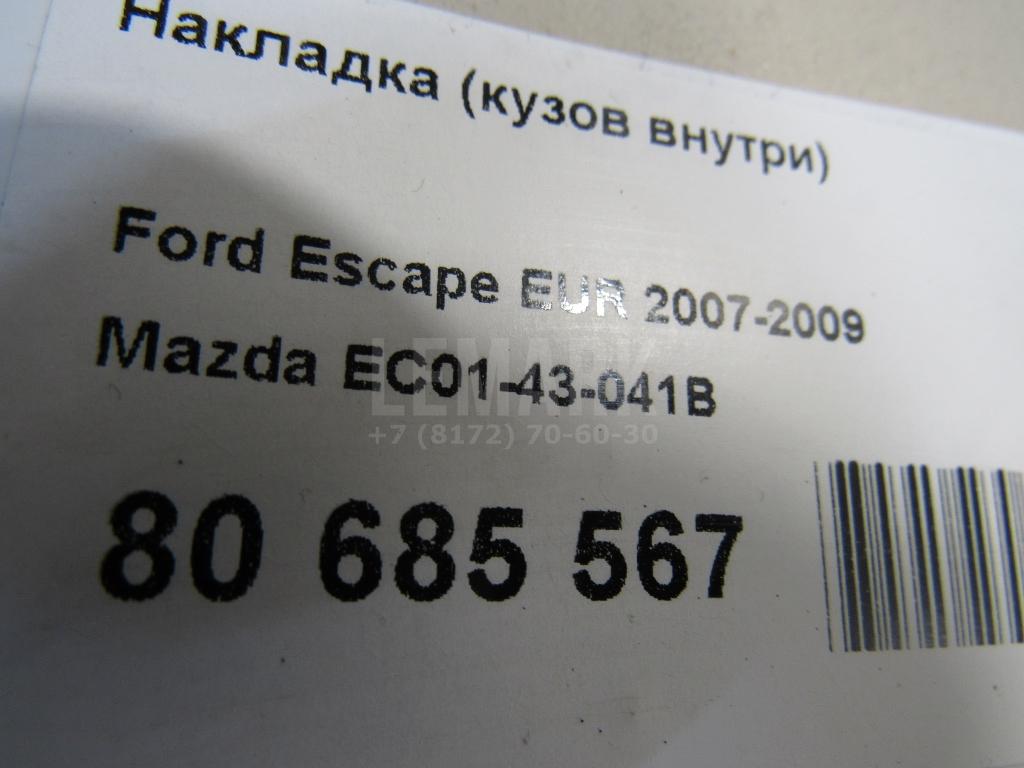 Накладка (кузов внутри)
Ford Escape EUR 2007-2009
Mazda EC01-43-041B
LEMARK
+7 (8172) 70-60-30
80 685 567